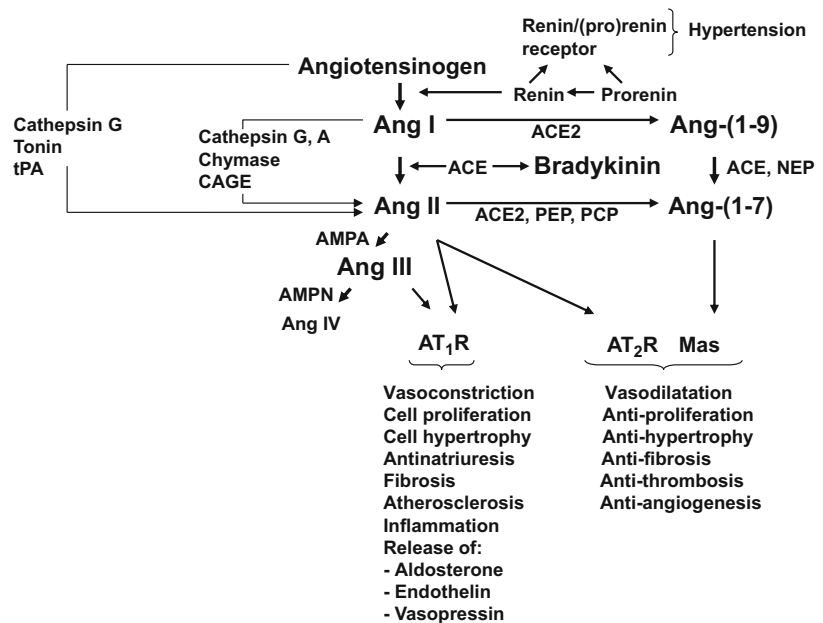 Renin/(pro)renin
receptor
Hypertension
Angiotensinogen
Renin
Prorenin
Cathepsin G
Tonin
tPA
Cathepsin G, A
Chymase
CAGE
Ang I
ACE2
Ang-(1-9)
ACE
Bradykinin
ACE, NEP
Ang II
ACE2, PEP, PCP
Ang-(1-7)
AMPA
Ang III
AMPN
Ang IV
AT₁R
AT₂R Mas
Vasoconstriction
Cell proliferation
Cell hypertrophy
Antinatriuresis
Fibrosis
Atherosclerosis
Inflammation
Release of:
- Aldosterone
- Endothelin
- Vasopressin
Vasodilatation
Anti-proliferation
Anti-hypertrophy
Anti-fibrosis
Anti-thrombosis
Anti-angiogenesis